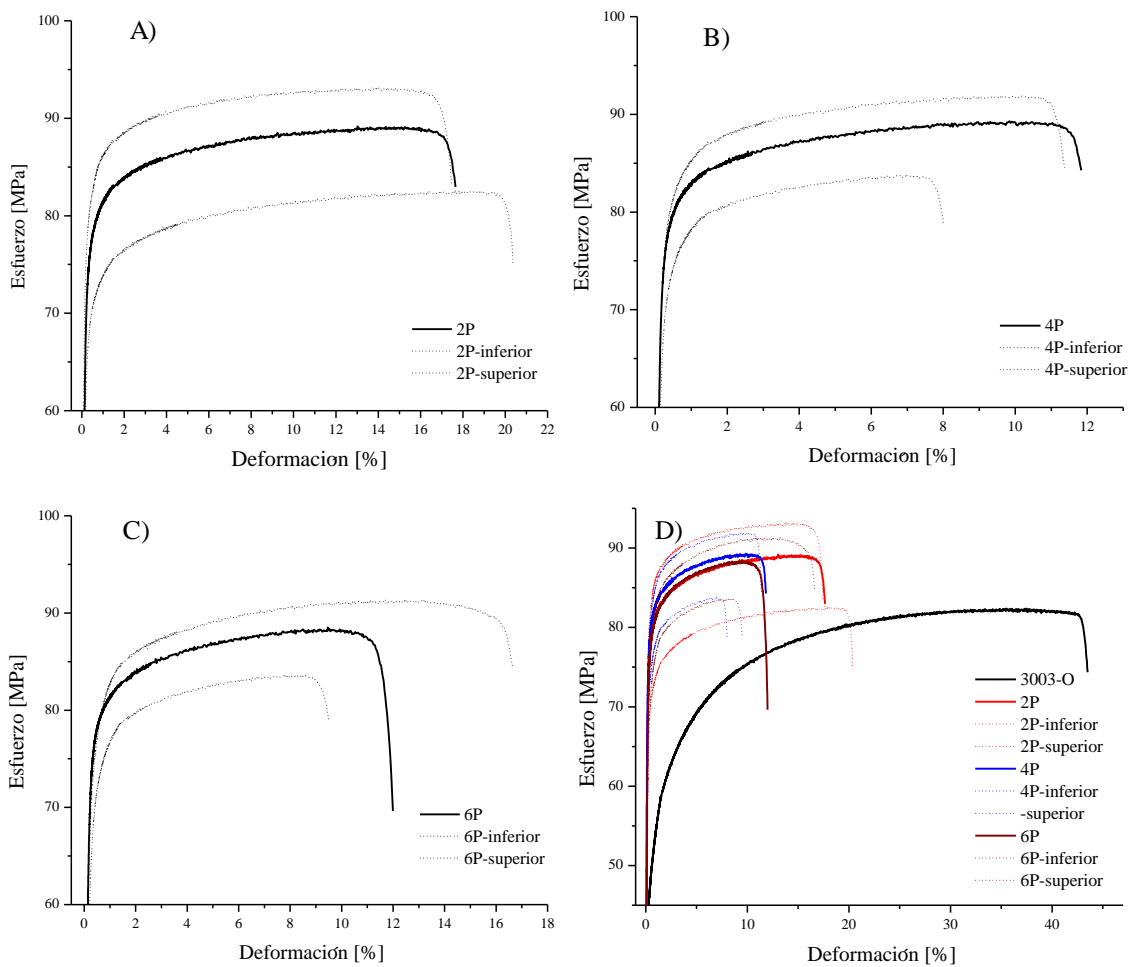 A)
100
95
90
80
70
60
Esfuerzo [MPa]
2P
2P-inferior
2P-superior
0 2 4 6 8 10 12 14 16 18 20 22
Deformación [%]
B)
100
95
90
80
70
60
Esfuerzo [MPa]
4P
4P-inferior
4P-superior
0 2 4 6 8 10 12
Deformación [%]
C)
100
90
80
70
60
Esfuerzo [MPa]
6P
6P-inferior
6P-superior
0 2 4 6 8 10 12 14 16 18
Deformación [%]
D)
90
80
70
60
50
Esfuerzo [MPa]
3003-O
2P
2P-inferior
2P-superior
4P
4P-inferior
-superior
6P
6P-inferior
6P-superior
0 10 20 30 40
Deformación [%]